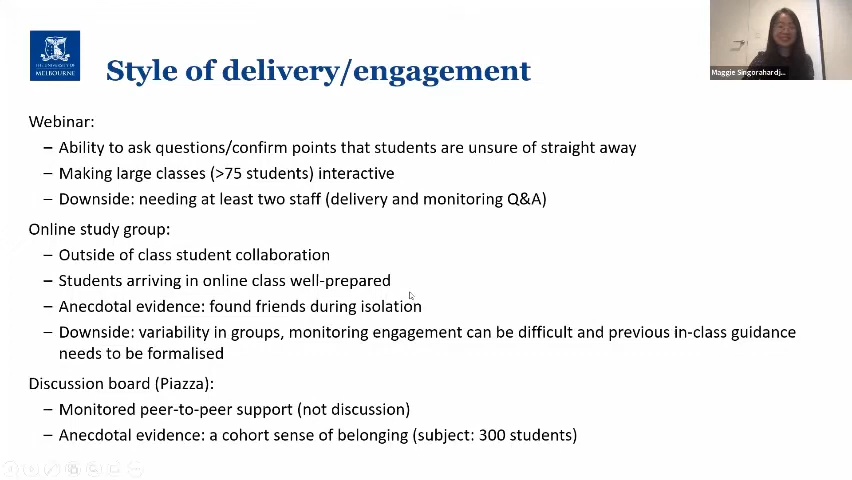 THE UNIVERSITY OF
MELBOURNE
Style of delivery/engagement
Maggie Singorahardj...
Webinar:
– Ability to ask questions/confirm points that students are unsure of straight away
– Making large classes (>75 students) interactive
– Downside: needing at least two staff (delivery and monitoring Q&A)
Online study group:
– Outside of class student collaboration
– Students arriving in online class well-prepared
– Anecdotal evidence: found friends during isolation
– Downside: variability in groups, monitoring engagement can be difficult and previous in-class guidance
needs to be formalised
Discussion board (Piazza):
– Monitored peer-to-peer support (not discussion)
– Anecdotal evidence: a cohort sense of belonging (subject: 300 students)